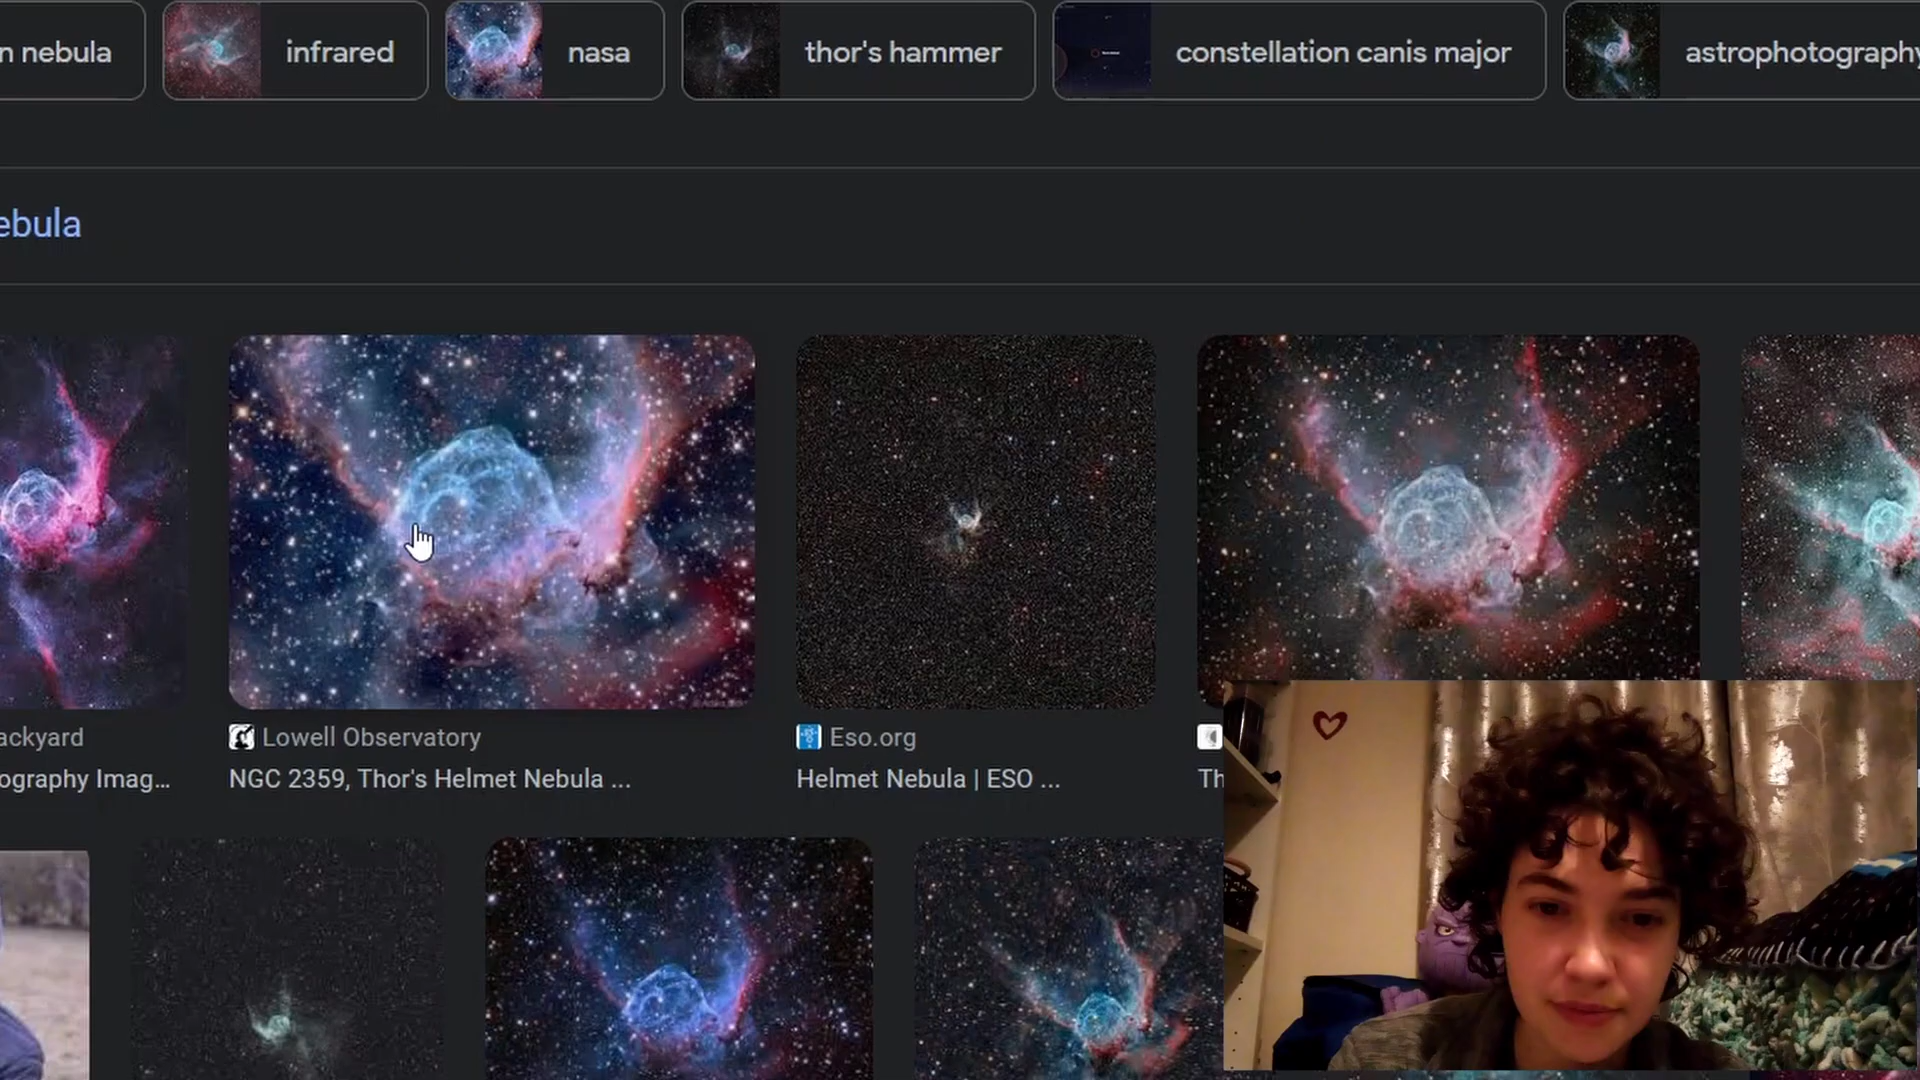 n nebula
infrared
nasa
thor's hammer
constellation canis major
astrophotography
ebula
ackyard
ography Imag...
Lowell Observatory
NGC 2359, Thor's Helmet Nebula ...
Eso.org
Helmet Nebula | ESO ...
Th